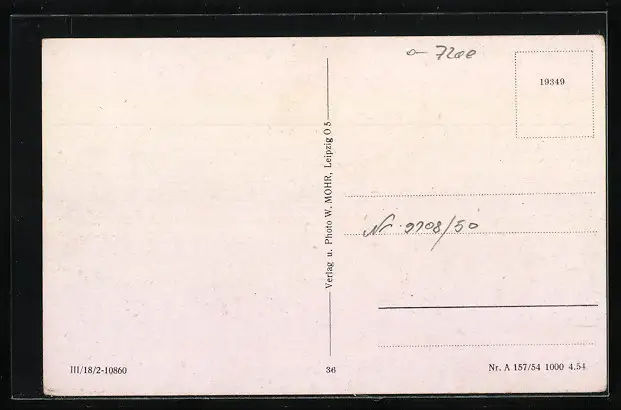 o- 7200
19349
Verlag u. Photo W. MOHR, Leipzig O 5
Nr. 9708/50
III/18/2-10860
36
Nr. A 157/54 1000 4.54